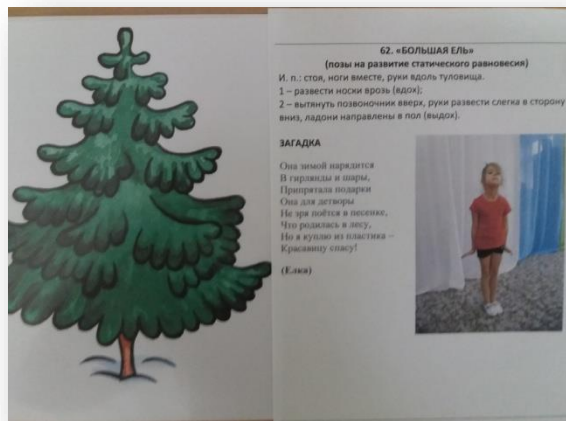 62. «БОЛЬШАЯ ЕЛЬ»
(позы на развитие статического равновесия)
И. п.: стоя, ноги вместе, руки вдоль туловища.
1 – развести носки врозь (вдох);
2 – вытянуть позвоночник вверх, руки развести слегка в сторону
вниз, ладони направлены в пол (выдох).
ЗАГАДКА
Она зимой нарядится
В гирлянды и шары,
Припрятала подарки
Она для детворы
Не зря поётся в песенке,
Что родилась в лесу,
Но я куплю из пластика –
Красавицу спасу!
(Елка)